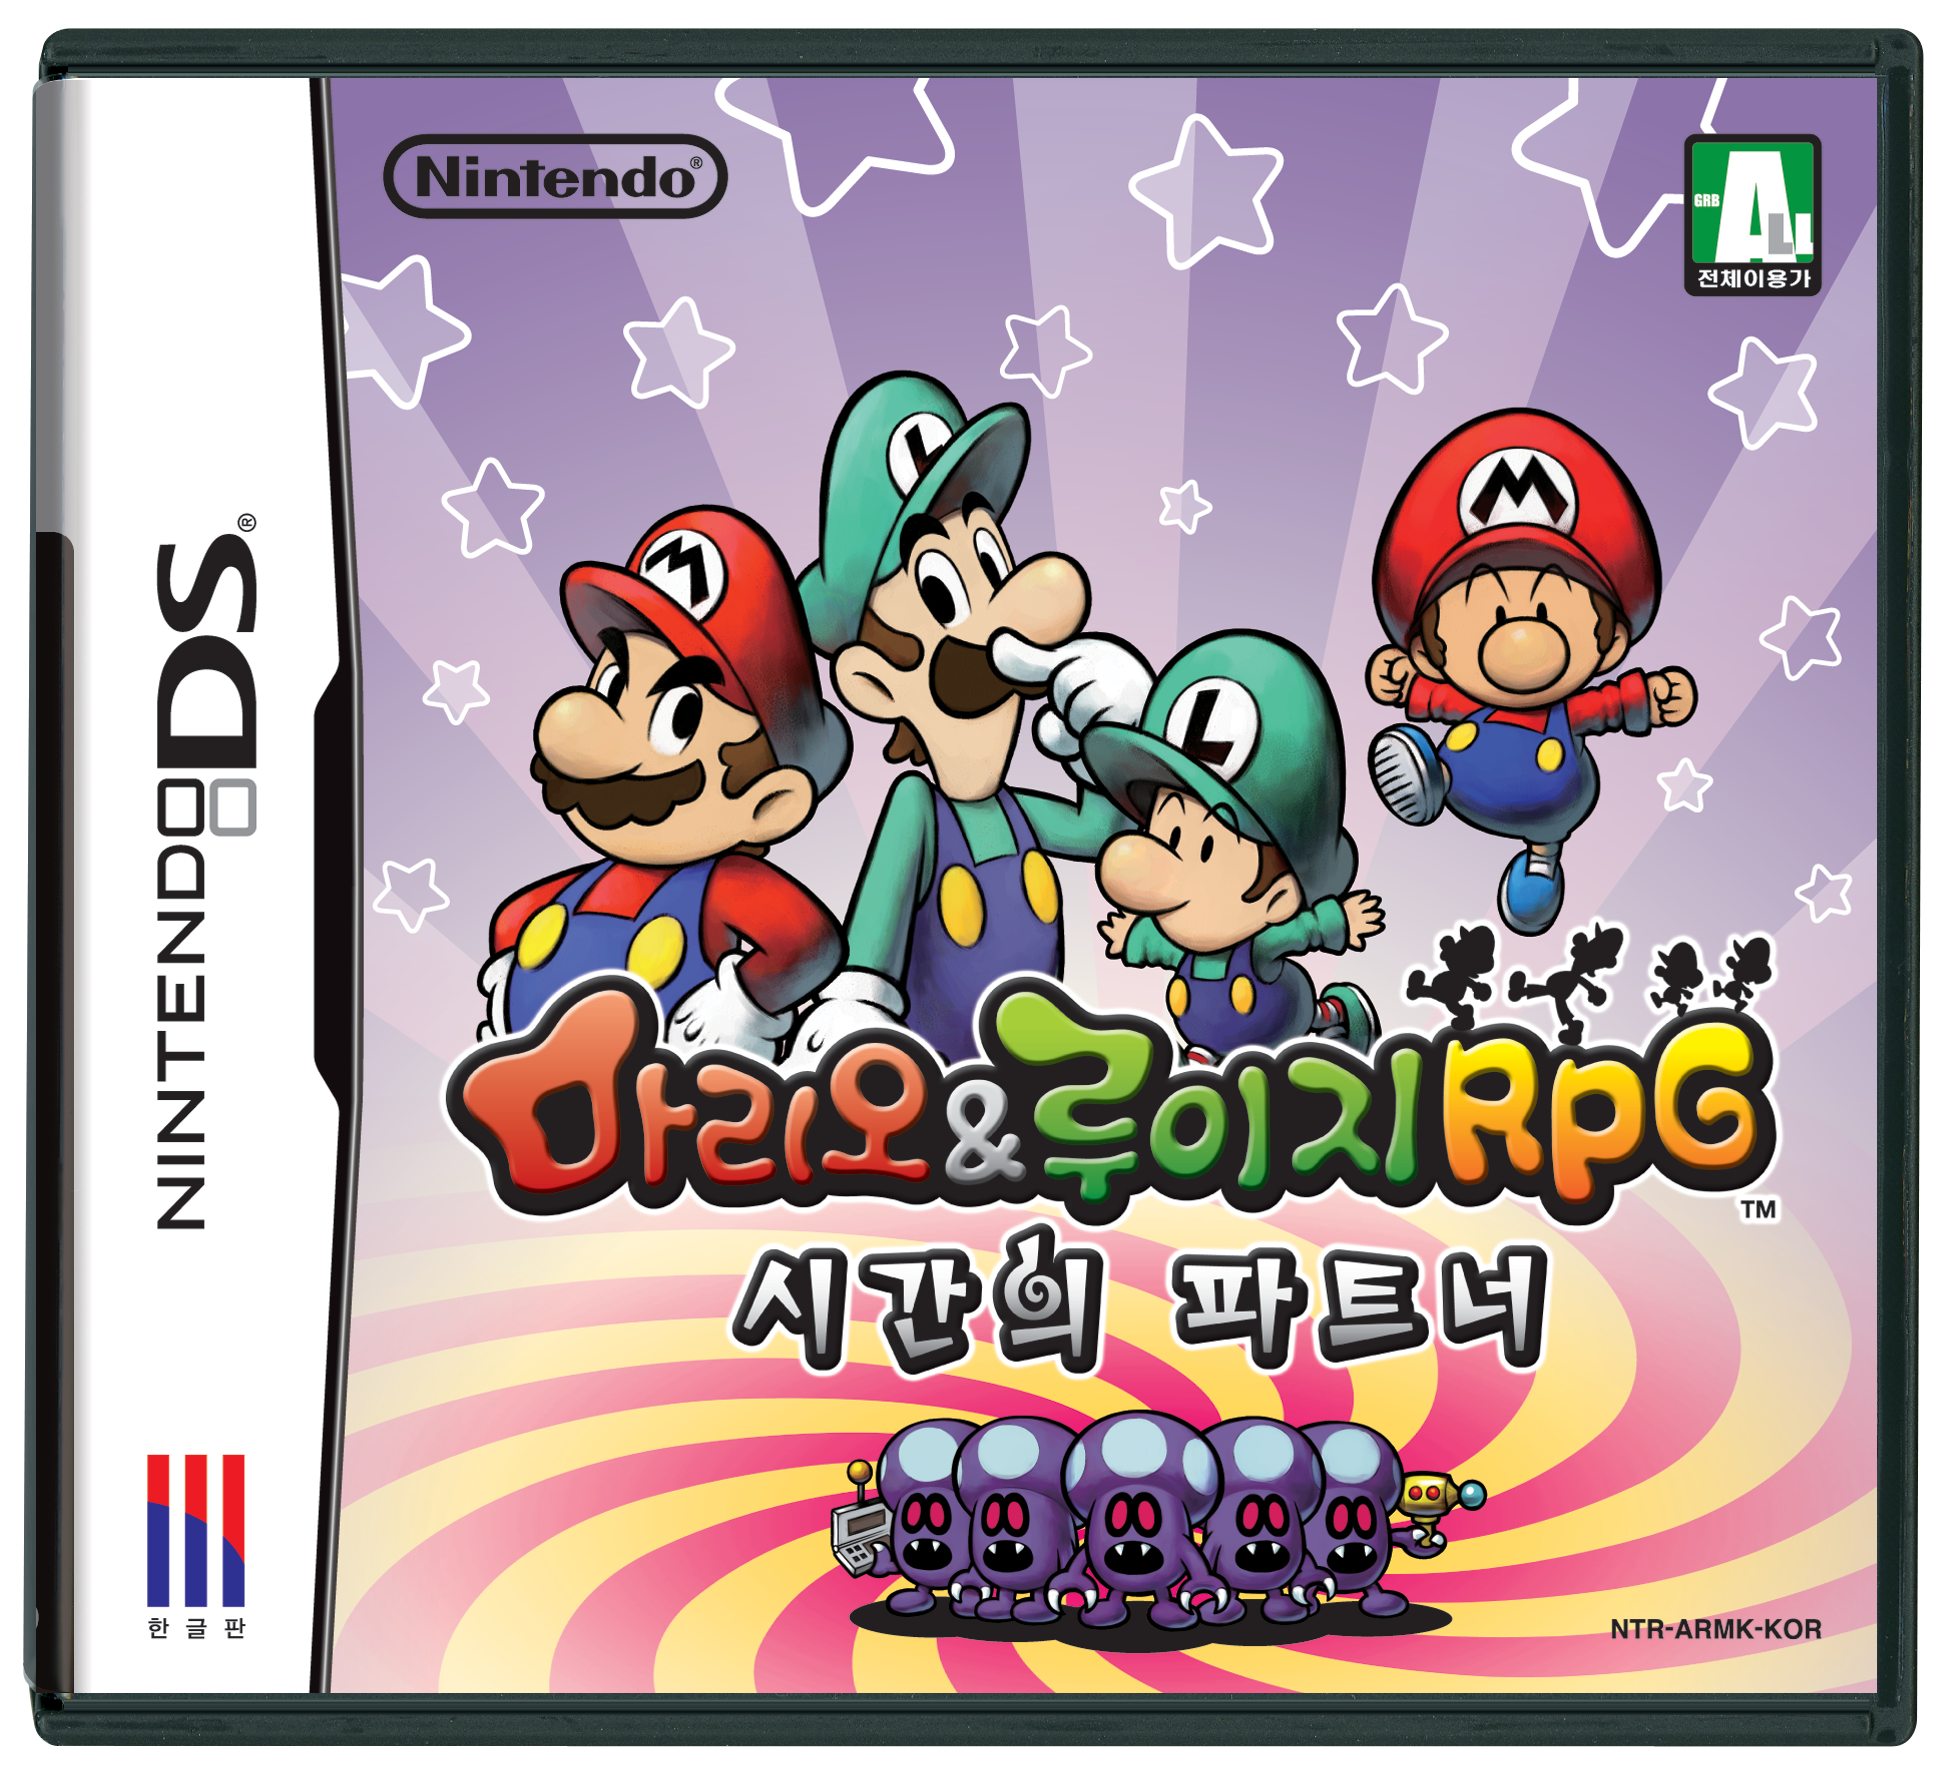 Nintendo®
GRB
ALL
전체이용가
M
L
M
L
NINTENDO DS®
마리오&루이지RPG
TM
시간의 파트너
한글판
NTR-ARMK-KOR